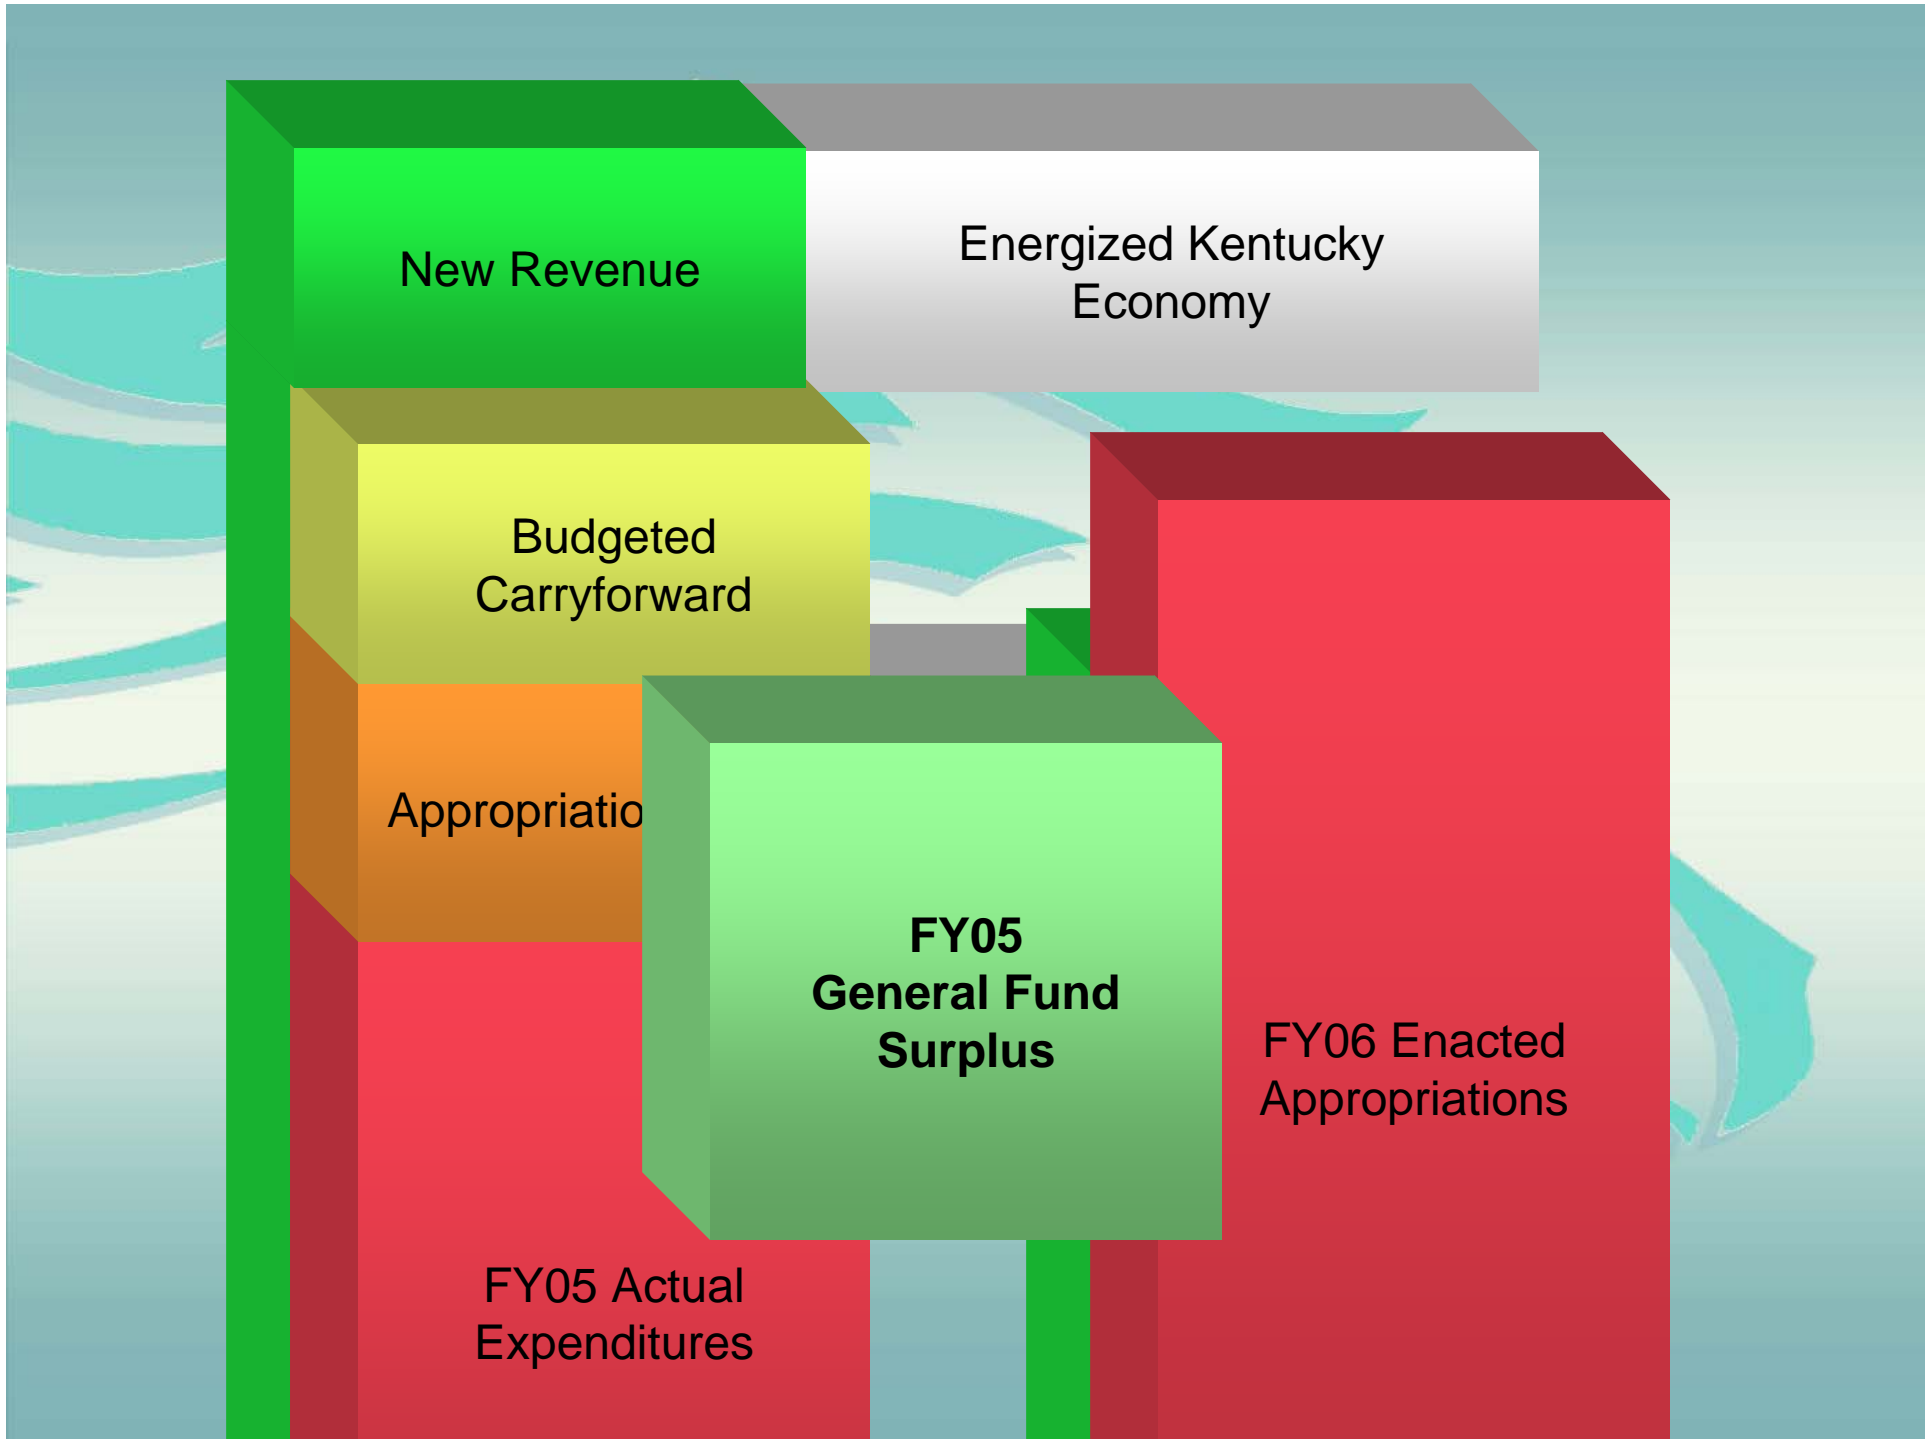 New Revenue
Energized Kentucky
Economy
Budgeted
Carryforward
Appropriatio
FY05
General Fund
Surplus
FY06 Enacted
Appropriations
FY05 Actual
Expenditures